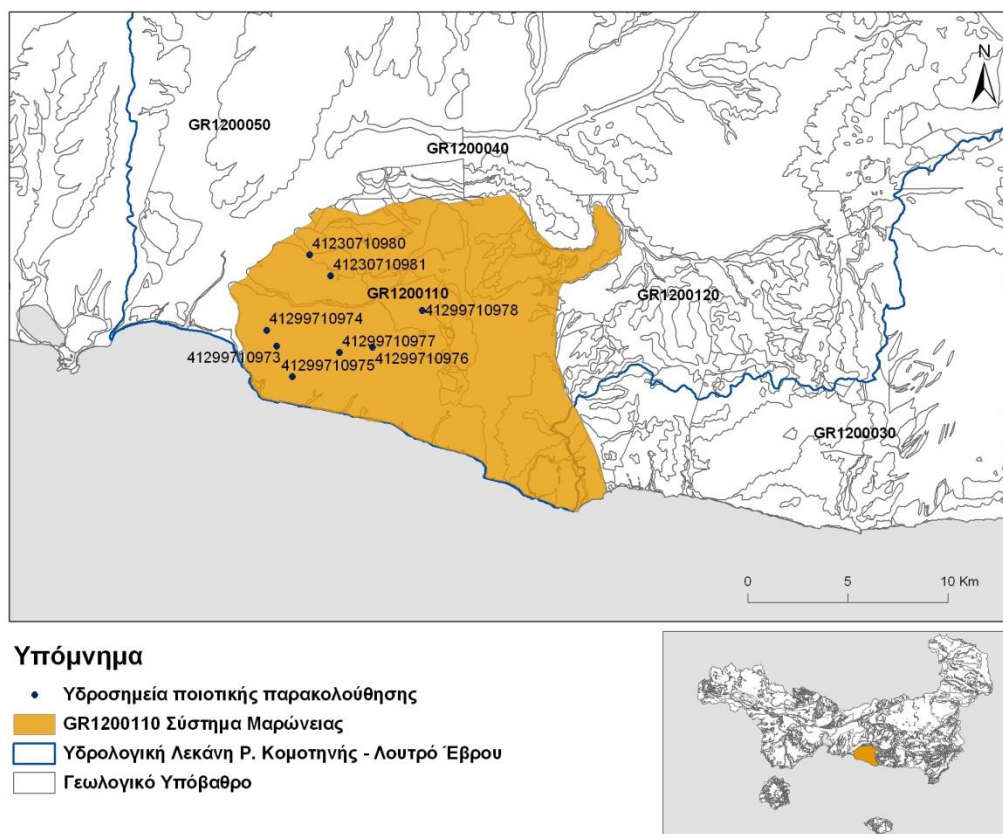 N
GR1200050
GR1200040
41230710980
41230710981
GR1200110
41299710978
GR1200120
41299710974
41299710977
41299710973
41299710976
41299710975
GR1200030
0 5 10 Km
Υπόμνημα
Υδροσημεία ποιοτικής παρακολούθησης
GR1200110 Σύστημα Μαρώνειας
Υδρολογική Λεκάνη Ρ. Κομοτηνής - Λουτρό Έβρου
Γεωλογικό Υπόβαθρο